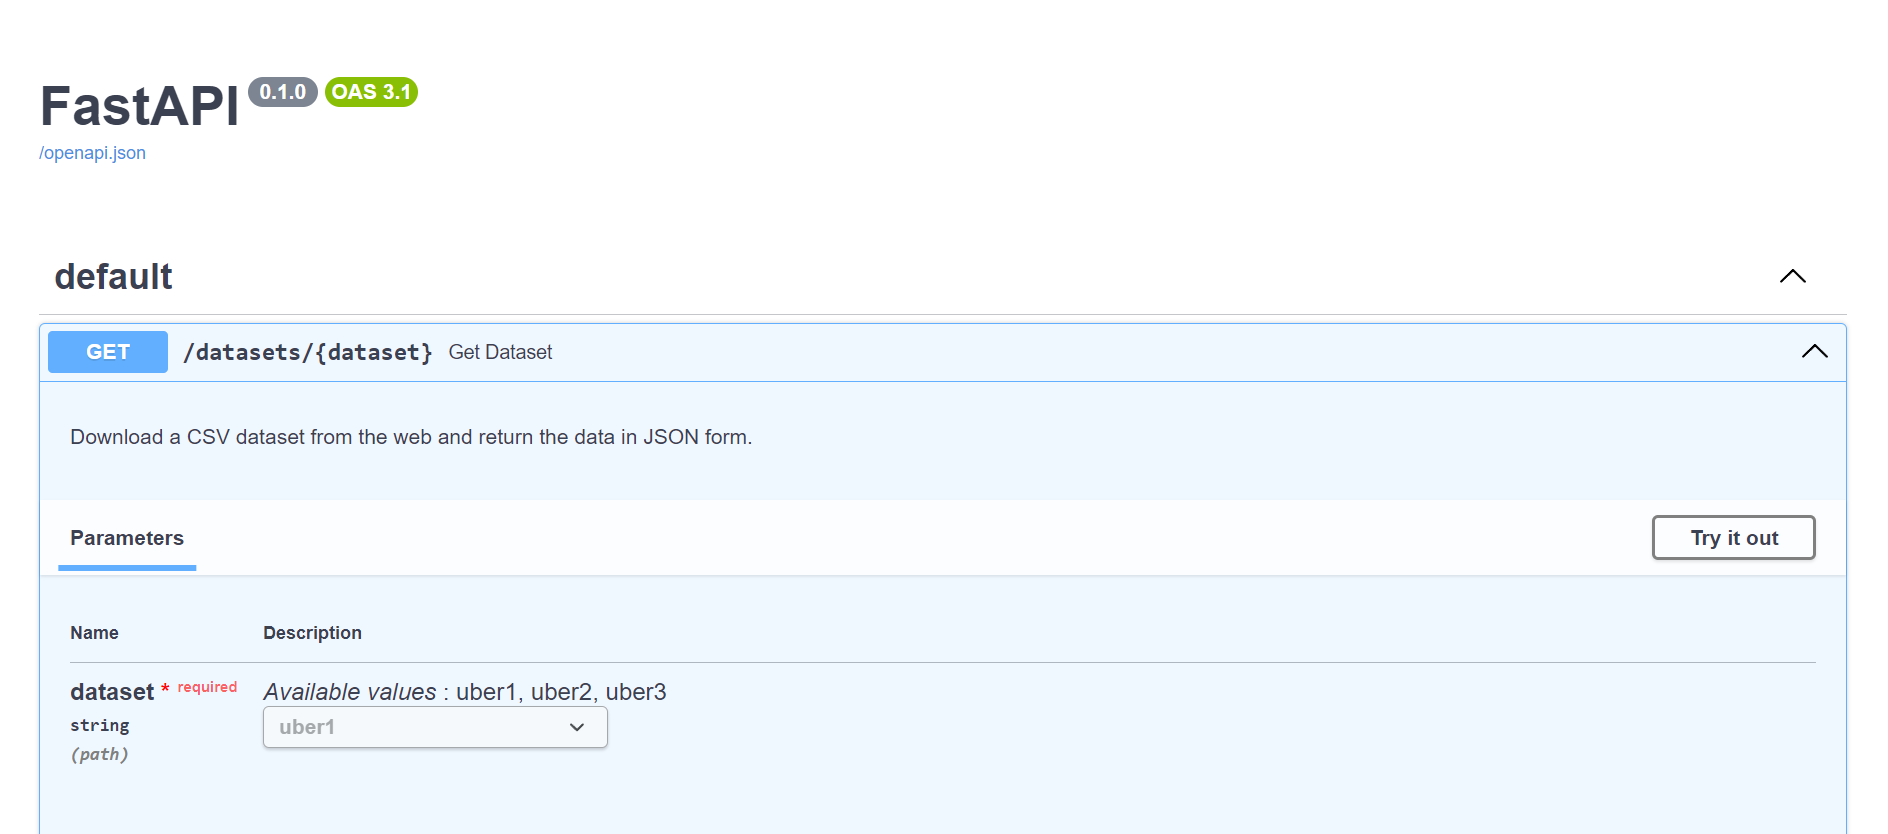 FastAPI 0.1.0 OAS 3.1
/openapi.json
default
GET /datasets/{dataset} Get Dataset
Download a CSV dataset from the web and return the data in JSON form.
Parameters Try it out
Name Description
dataset * required Available values : uber1, uber2, uber3
string uber1
(path)